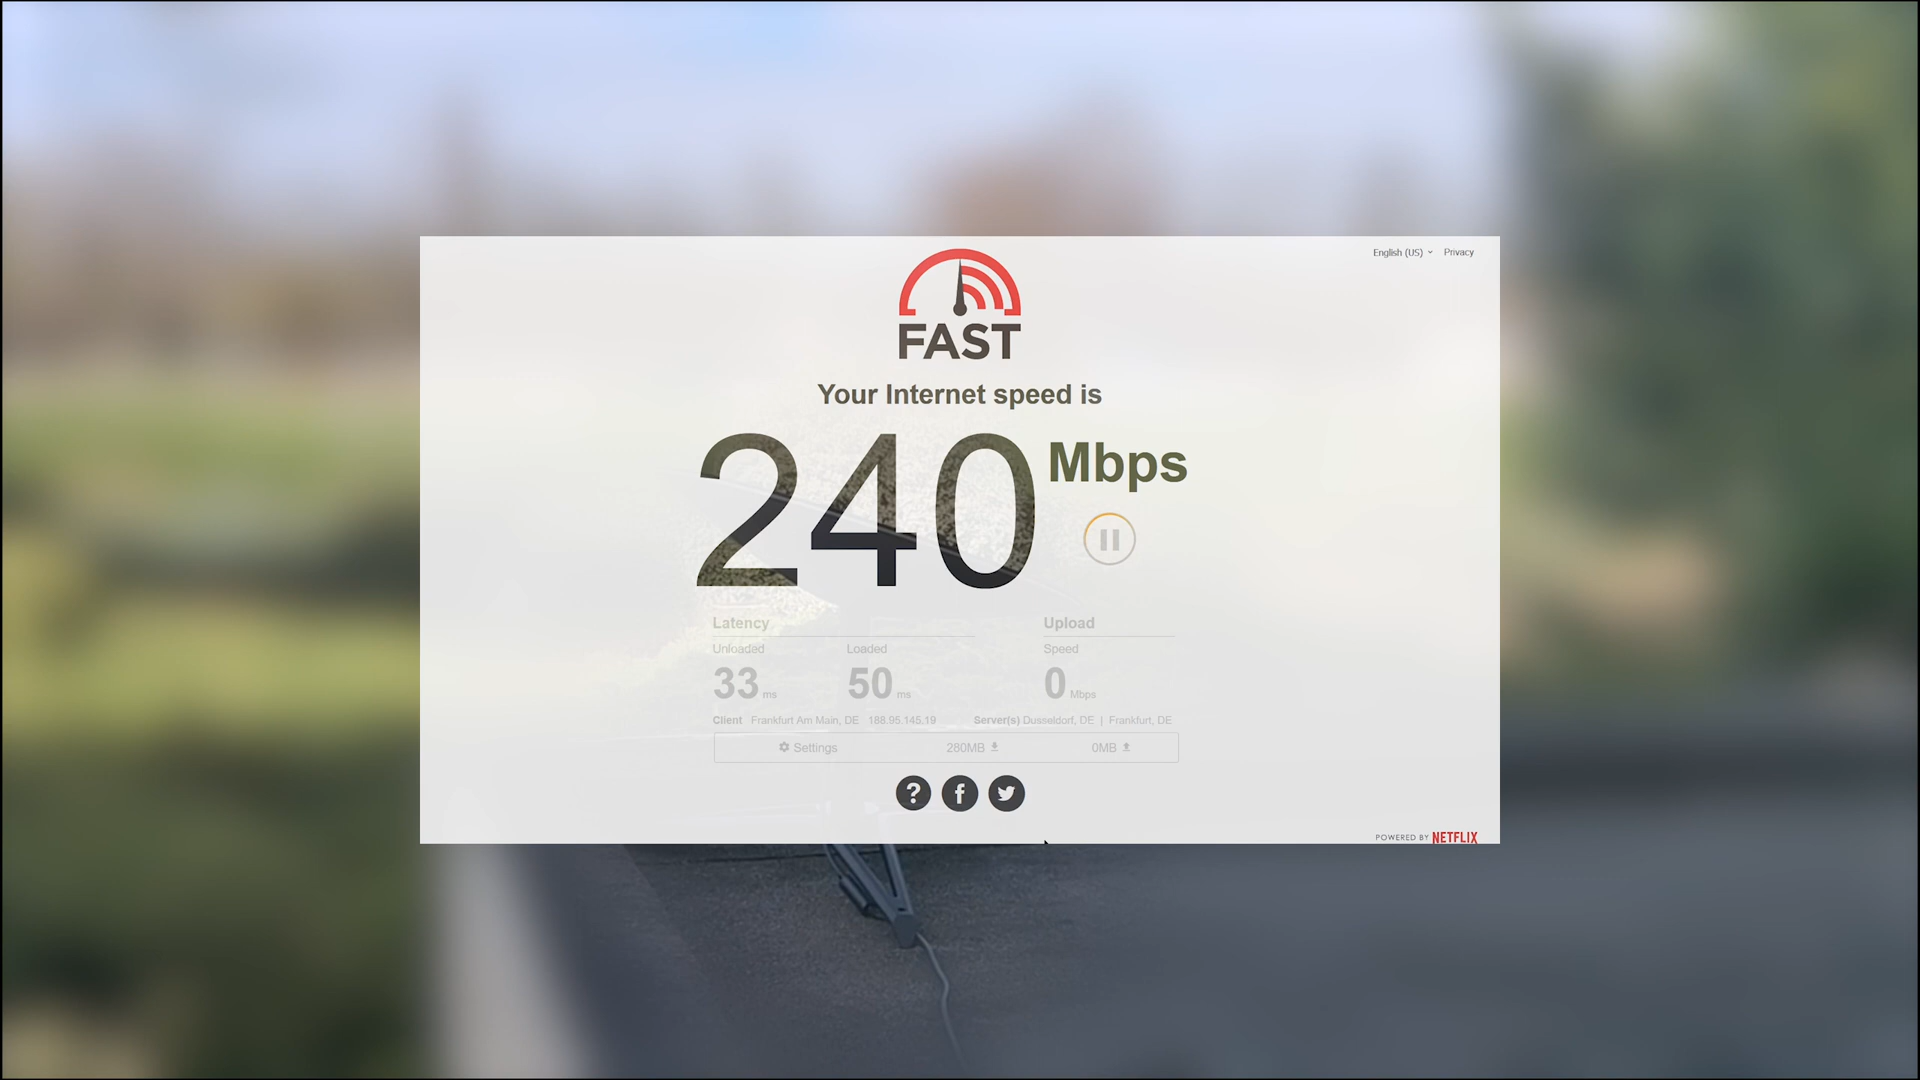 English (US) Privacy
FAST
Your Internet speed is
240 Mbps
Latency Upload
Unloaded Loaded Speed
33 ms 50 ms 0 Mbps
Client Frankfurt Am Main, DE 188.95.145.19 Server(s) Dusseldorf, DE | Frankfurt, DE
Settings 280MB 0MB
POWERED BY NETFLIX